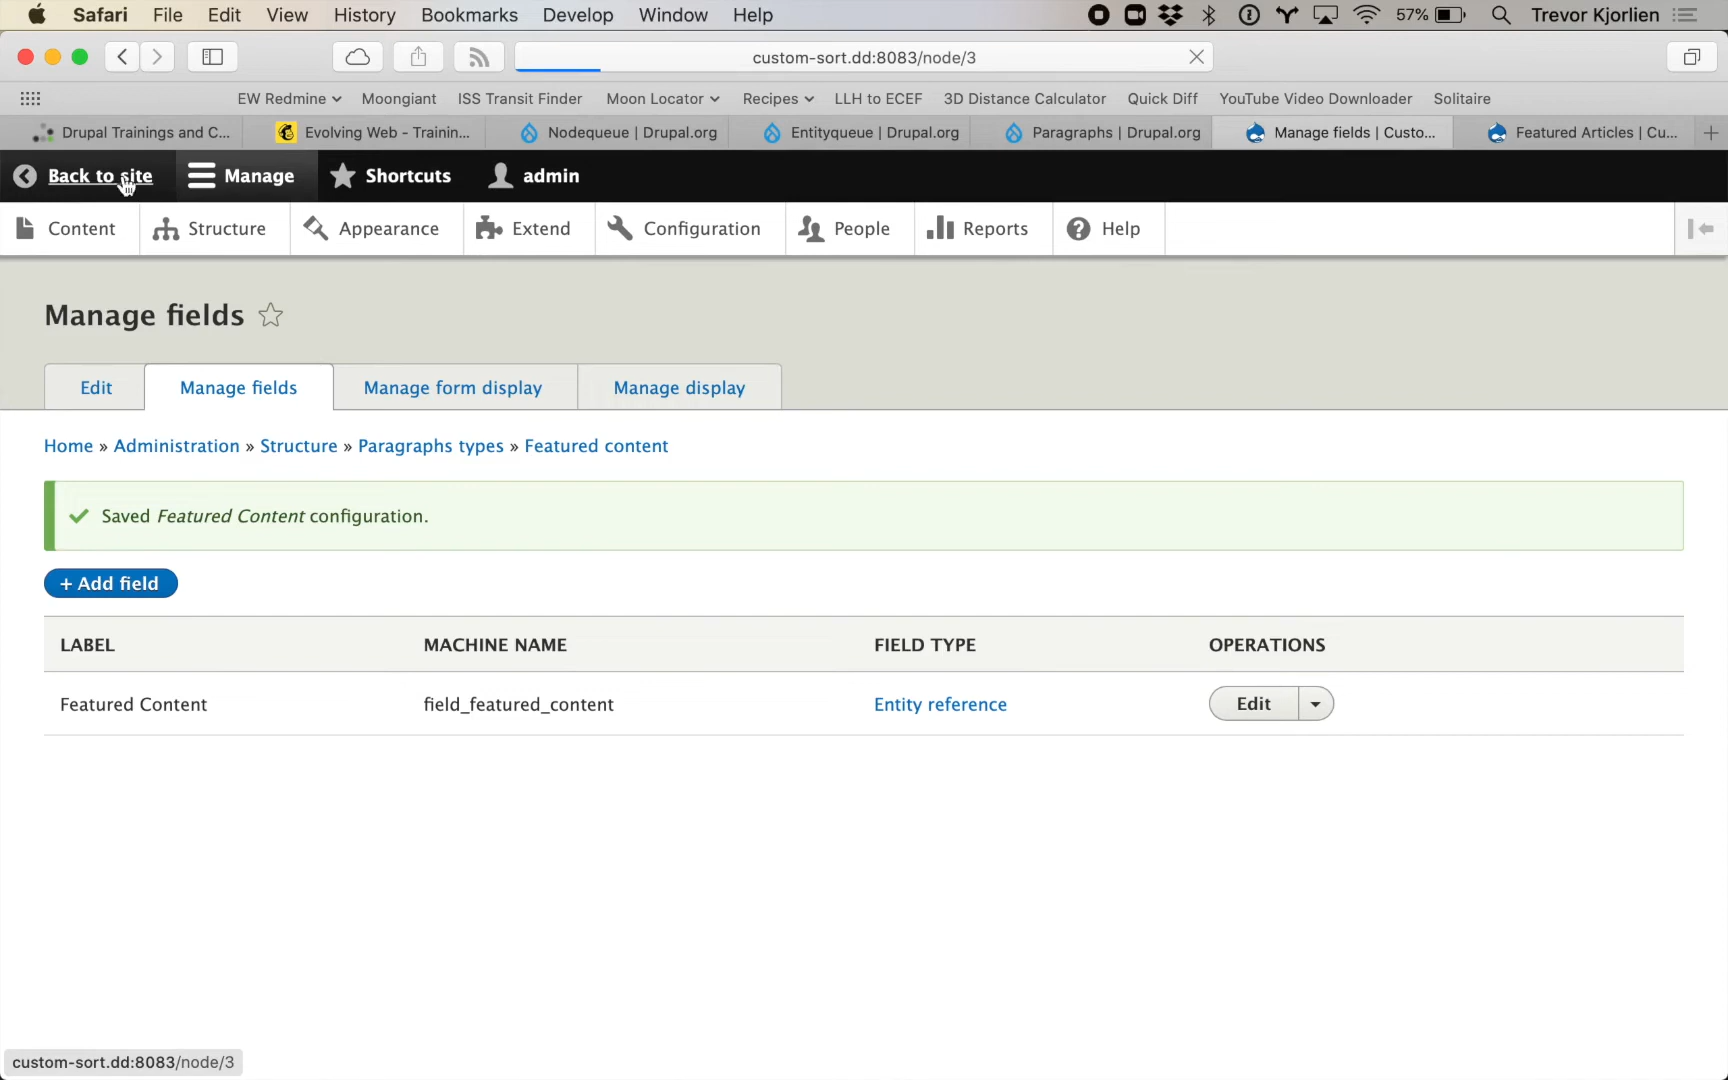 Safari File Edit View History Bookmarks Develop Window Help 57% Trevor Kjorlien
custom-sort.dd:8083/node/3
EW Redmine Moongiant ISS Transit Finder Moon Locator Recipes LLH to ECEF 3D Distance Calculator Quick Diff YouTube Video Downloader Solitaire
Drupal Trainings and C... Evolving Web - Trainin... Nodequeue | Drupal.org Entityqueue | Drupal.org Paragraphs | Drupal.org Manage fields | Custo... Featured Articles | Cu...
Back to site Manage Shortcuts admin
Content Structure Appearance Extend Configuration People Reports Help
Manage fields
Edit Manage fields Manage form display Manage display
Home » Administration » Structure » Paragraphs types » Featured content
Saved Featured Content configuration.
+ Add field
LABEL MACHINE NAME FIELD TYPE OPERATIONS
Featured Content field_featured_content Entity reference Edit
custom-sort.dd:8083/node/3